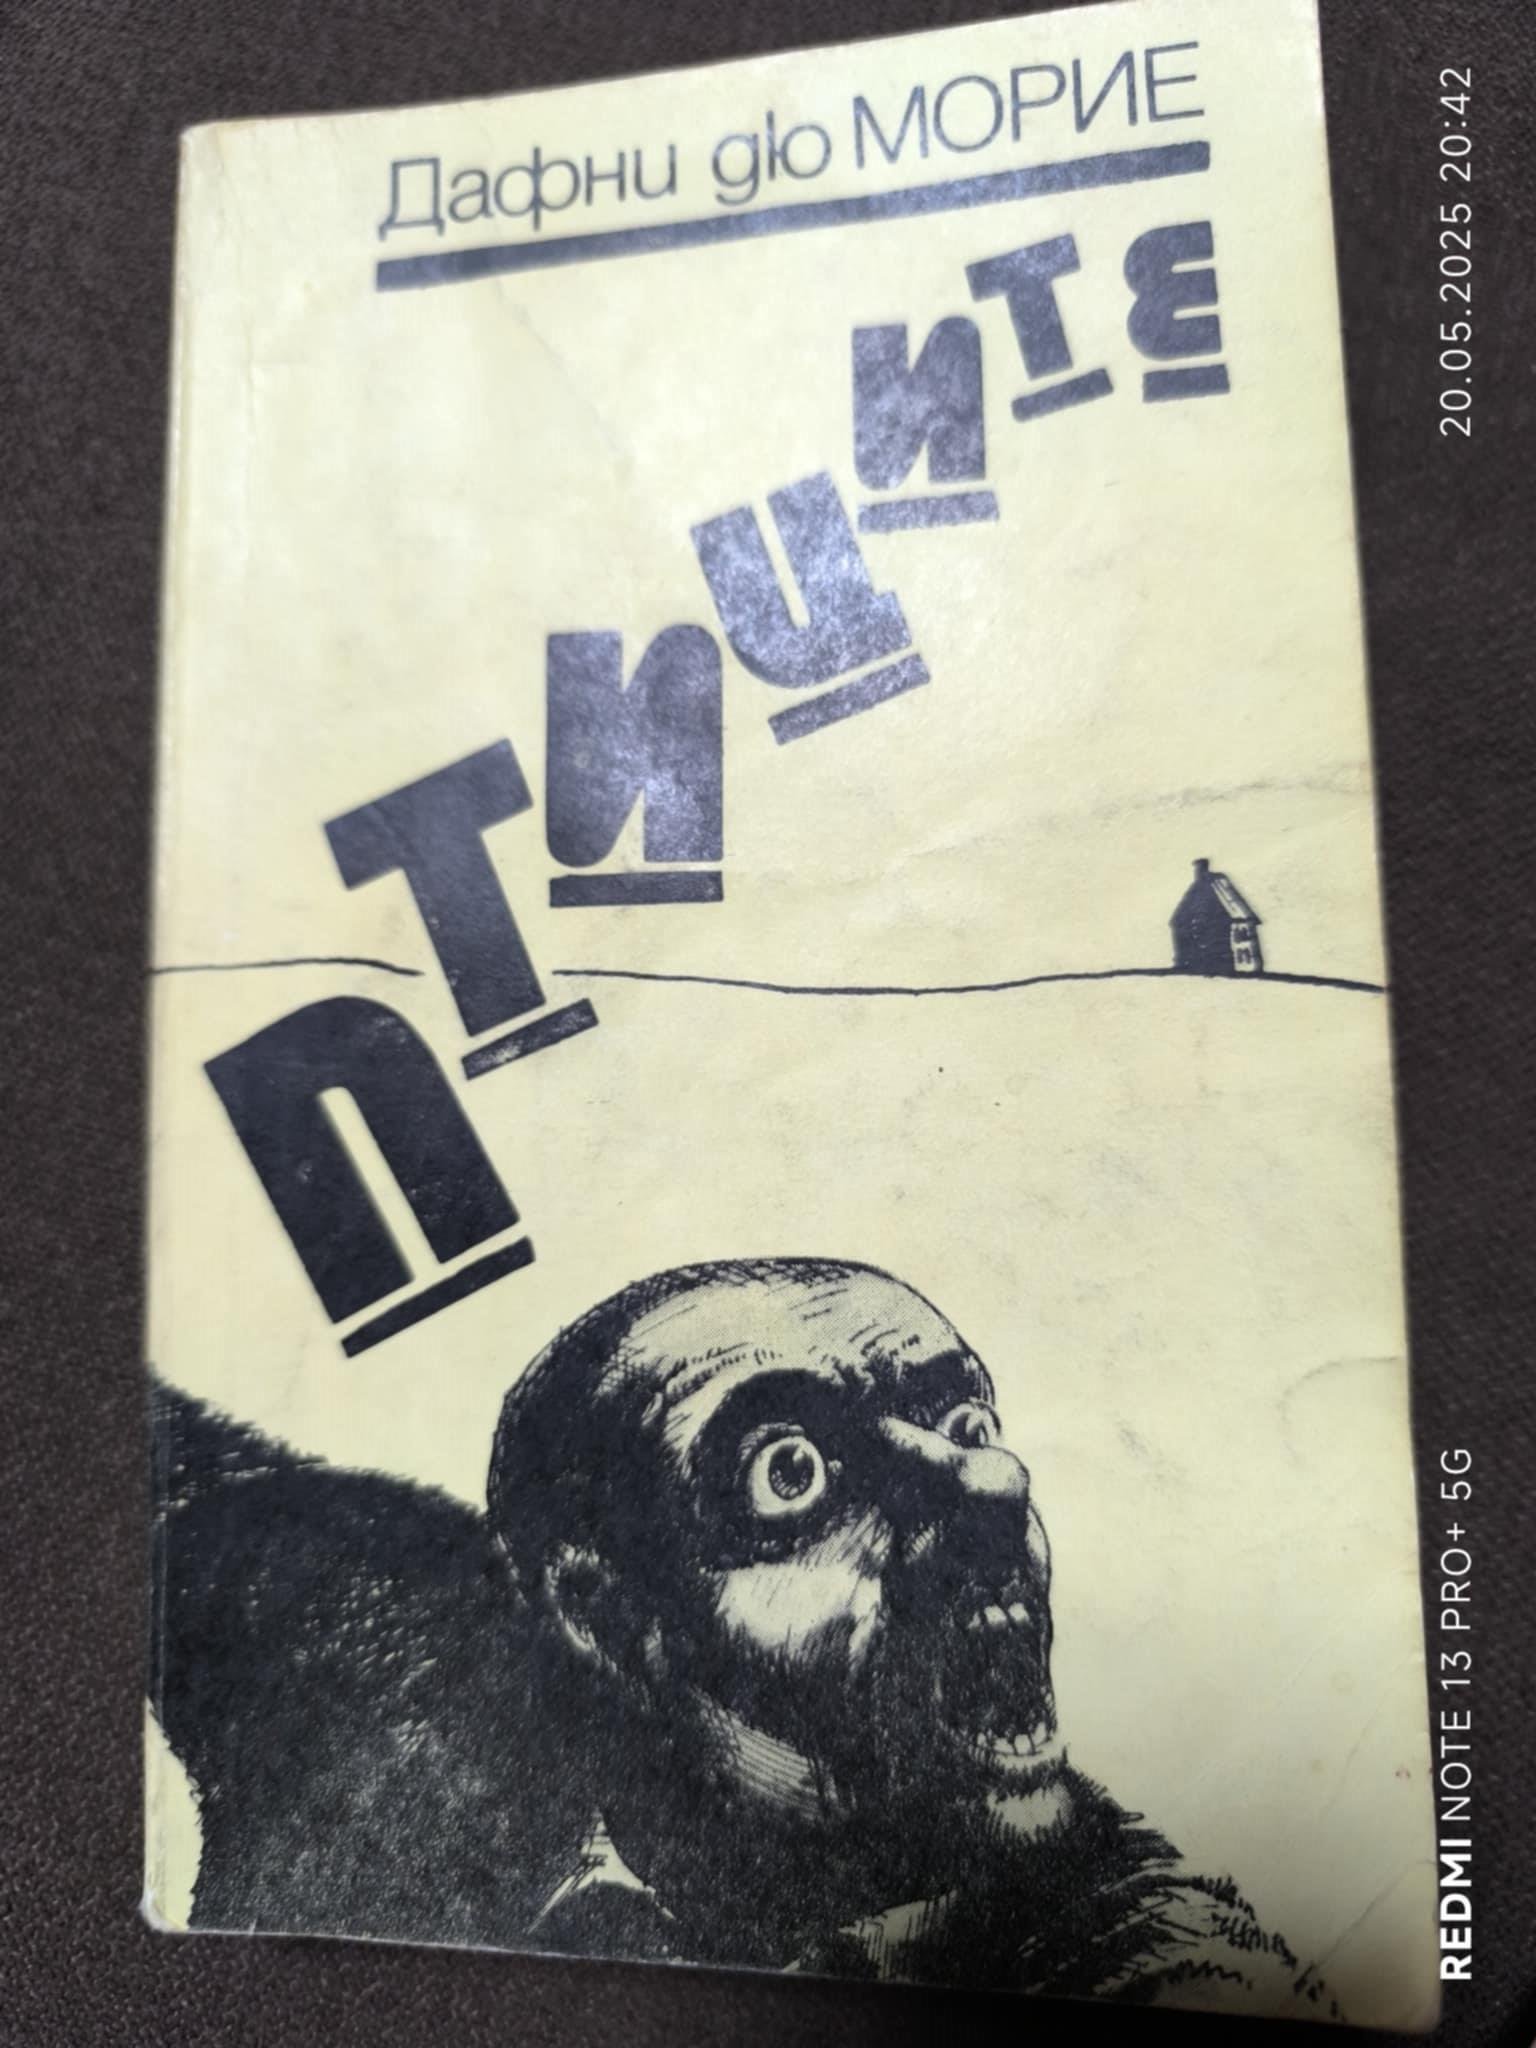 Дафни дю МОРИЕ
ПТИЦИТЕ
REDMI NOTE 13 PRO+ 5G
20.05.2025 20:42